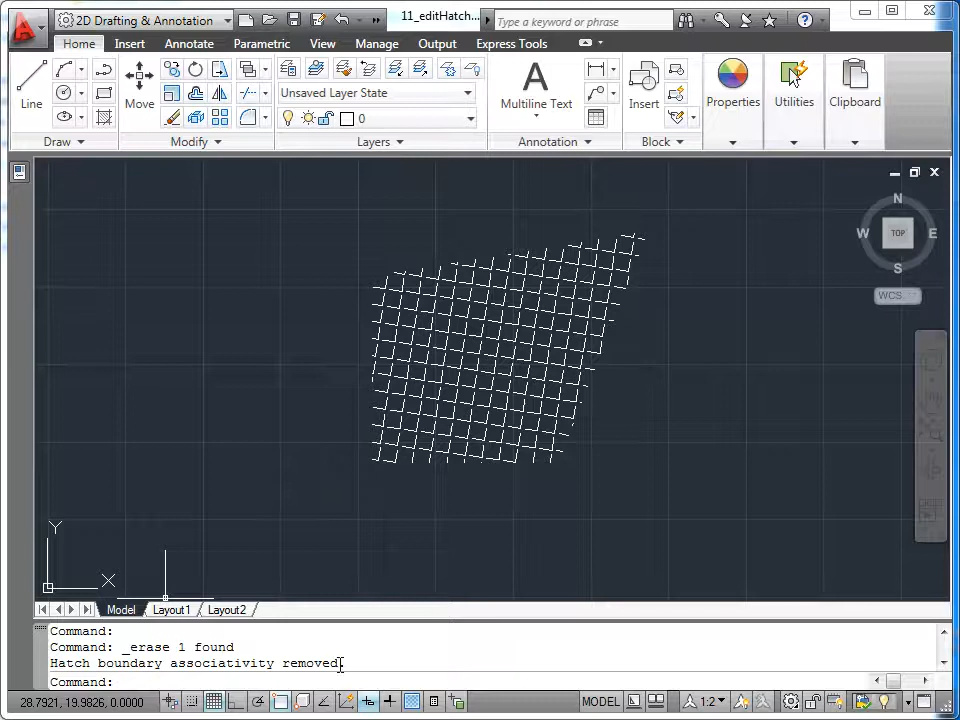 2D Drafting & Annotation
11_editHatch...
Type a keyword or phrase
Home Insert Annotate Parametric View Manage Output Express Tools
Line
Move
Unsaved Layer State
0
Multiline Text
Insert
Properties
Utilities
Clipboard
Draw
Modify
Layers
Annotation
Block
N
W TOP E
S
WCS
Y
X
Model Layout1 Layout2
Command:
Command: _erase 1 found
Hatch boundary associativity removed.
Command:
28.7921, 19.9826, 0.0000
MODEL
1:2